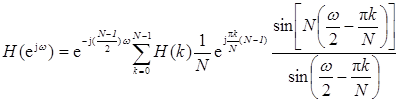 H(e^{jω}) = e^{-j(\frac{N-1}{2})ω} \sum_{k=0}^{N-1} H(k) \frac{1}{N} e^{j\frac{πk}{N}(N-1)} \frac{\sin[N(\frac{ω}{2} - \frac{πk}{N})]}{\sin(\frac{ω}{2} - \frac{πk}{N})}